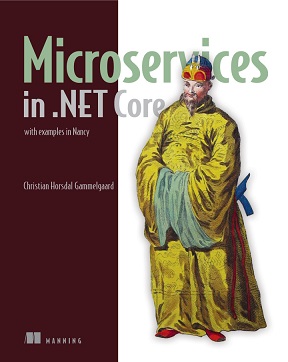 Microservices
in .NET Core
with examples in Nancy
Christian Horsdal Gammelgaard
MANNING